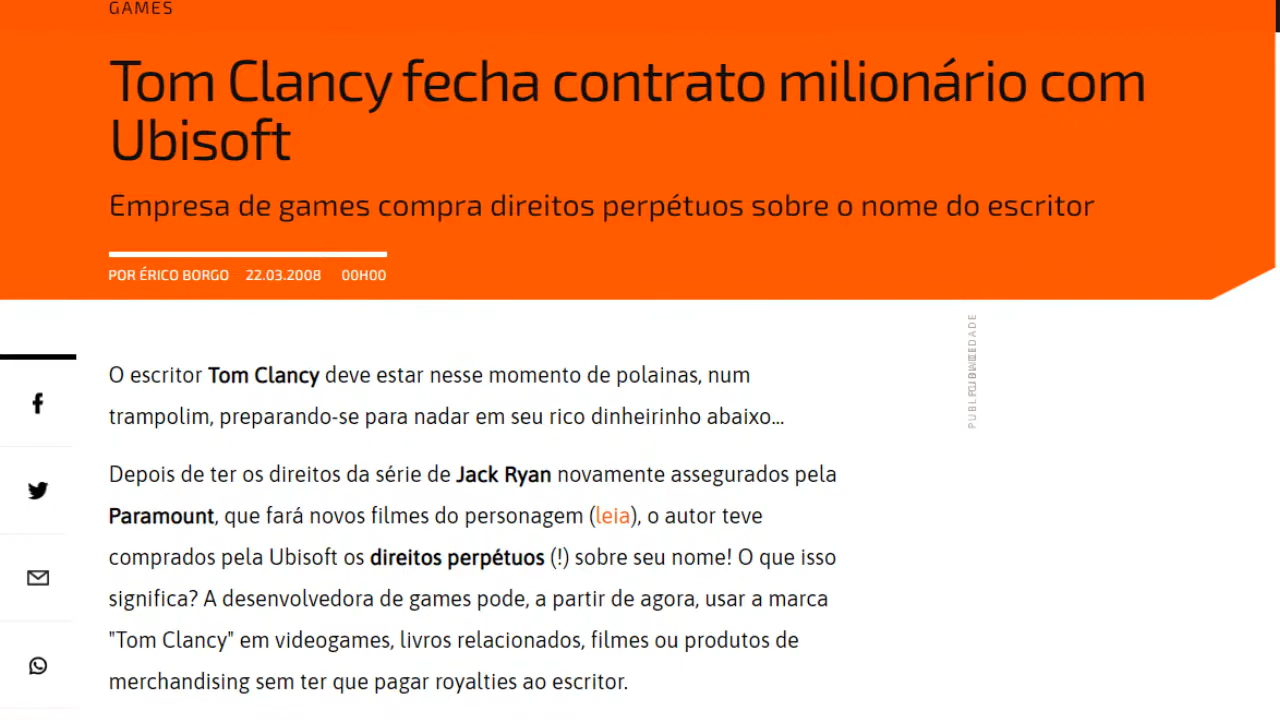 GAMES
Tom Clancy fecha contrato milionário com
Ubisoft
Empresa de games compra direitos perpétuos sobre o nome do escritor
POR ÉRICO BORGO 22.03.2008 00H00
O escritor Tom Clancy deve estar nesse momento de polainas, num
trampolim, preparando-se para nadar em seu rico dinheirinho abaixo...
Depois de ter os direitos da série de Jack Ryan novamente assegurados pela
Paramount, que fará novos filmes do personagem (leia), o autor teve
comprados pela Ubisoft os direitos perpétuos (!) sobre seu nome! O que isso
significa? A desenvolvedora de games pode, a partir de agora, usar a marca
"Tom Clancy" em videogames, livros relacionados, filmes ou produtos de
merchandising sem ter que pagar royalties ao escritor.